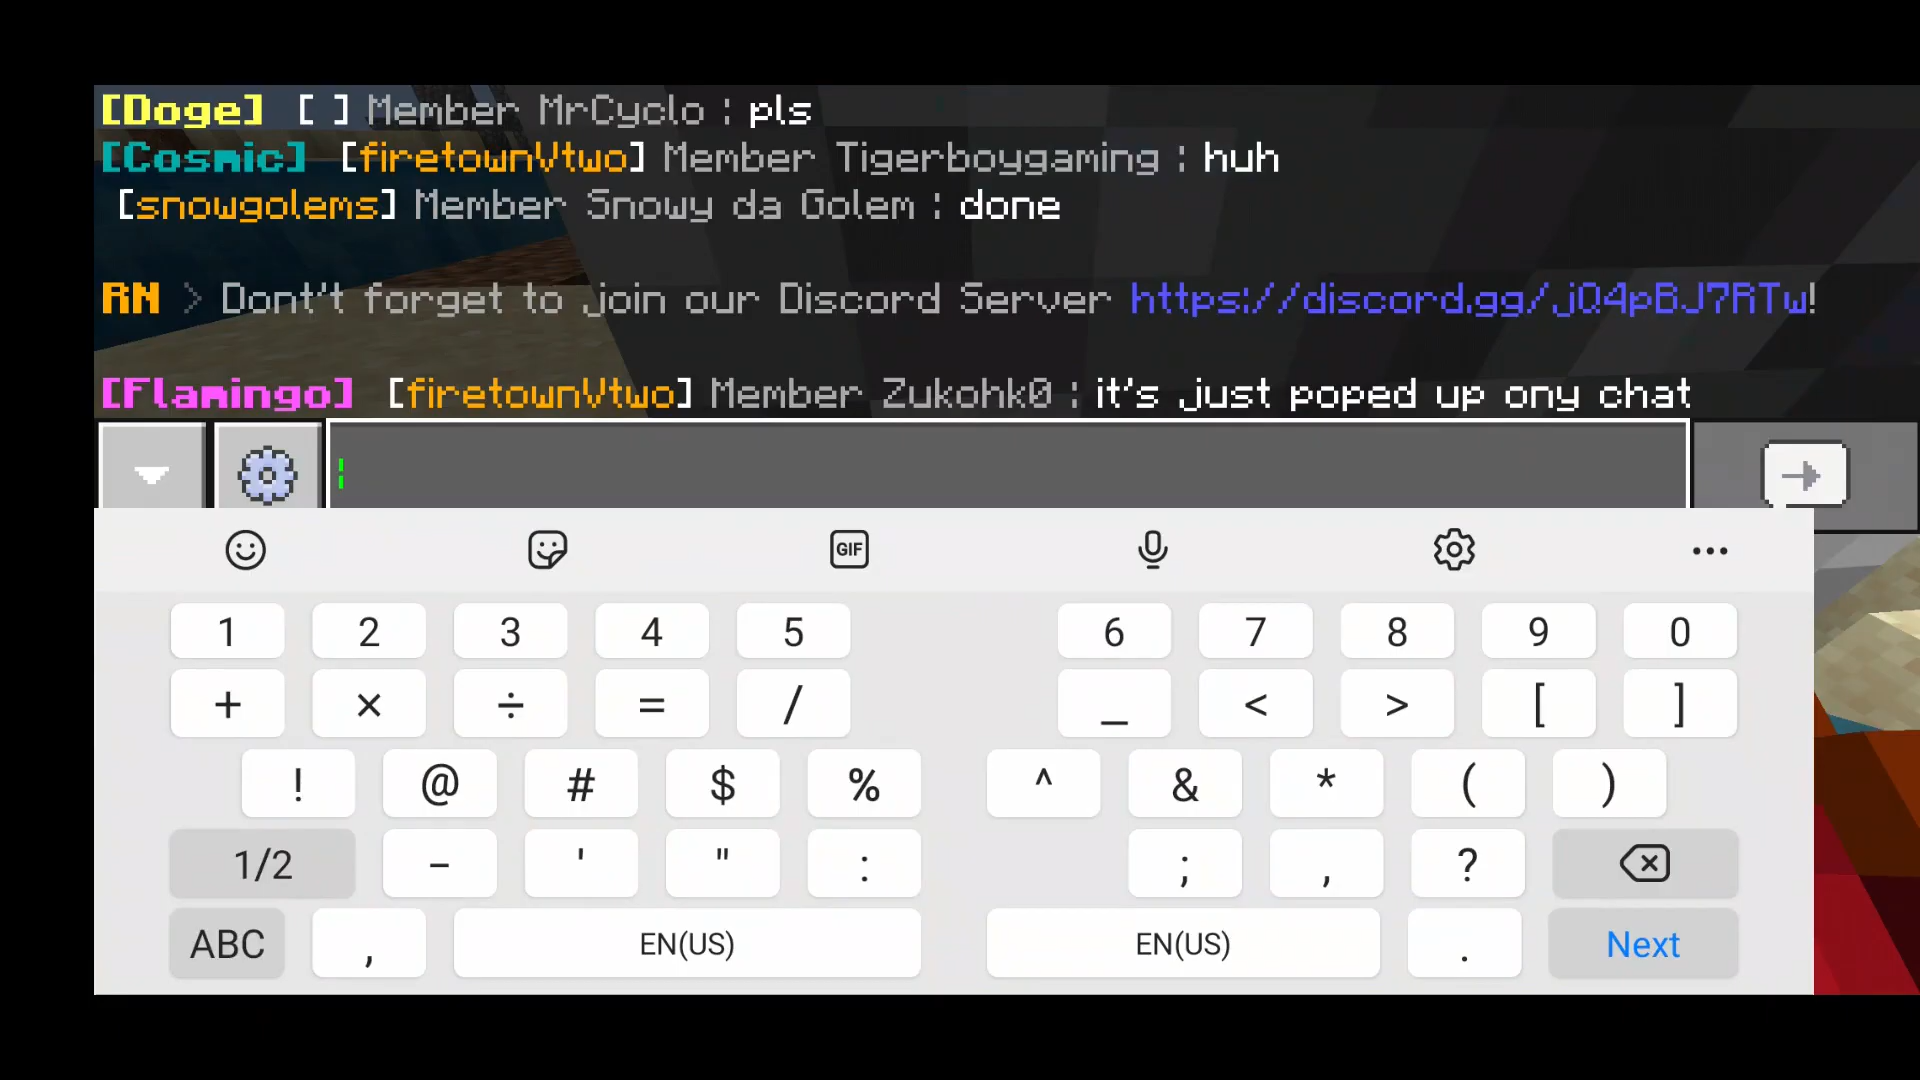 [Doge] [ ] Member MrCyclo : pls
[Cosmic] [firetownVtwo] Member Tigerboygaming : huh
[snowgolems] Member Snowy da Golem : done
RN > Dont't forget to join our Discord Server https://discord.gg/jQ4pBJ7RTw!
[Flamingo] [firetownVtwo] Member Zukohk0 : it's just poped up ony chat
GIF
1 2 3 4 5 6 7 8 9 0
+ × ÷ = / _ < > [ ]
! @ # $ % ^ & * ( )
1/2 - ' " : ; , ?
ABC , EN(US) EN(US) . Next